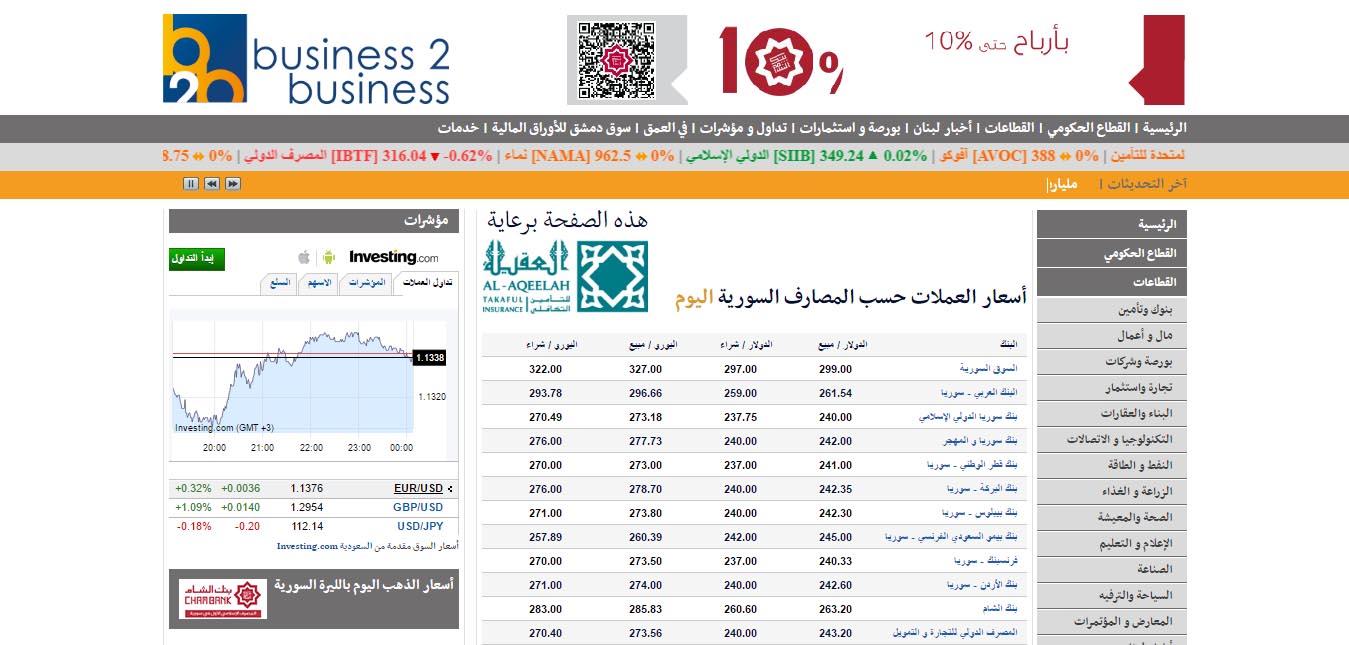 business 2
business
10%
بأرباح حتى 10%
الرئيسية | القطاع الحكومي | القطاعات | أخبار لبنان | بورصة و استثمارات | تداول و مؤشرات | في العمق | سوق دمشق للأوراق المالية | خدمات
لمتحدة للتأمين | أفوكو [AVOC] 388 0% | الدولي الإسلامي [SIIB] 349.24 ▲ 0.02% | نماء [NAMA] 962.5 0% | المصرف الدولي [IBTF] 316.04 ▼ -0.62% | 8.75 0%
آخر التحديثات | مليارا
الرئيسية
القطاع الحكومي
القطاعات
بنوك وتأمين
مال و أعمال
بورصة وشركات
تجارة واستثمار
البناء والعقارات
التكنولوجيا و الاتصالات
النفط و الطاقة
الزراعة و الغذاء
الصحة والمعيشة
الإعلام و التعليم
الصناعة
السياحة والترفيه
المعارض و المؤتمرات
هذه الصفحة برعاية
العقيلة
AL-AQEELAH
TAKAFUL INSURANCE
للتأمين التكافلي
أسعار العملات حسب المصارف السورية اليوم
البنك الدولار / مبيع الدولار / شراء اليورو / مبيع اليورو / شراء
السوق السورية 299.00 297.00 327.00 322.00
البنك العربي - سوريا 261.54 259.00 296.66 293.78
بنك سوريا الدولي الإسلامي 240.00 237.75 273.18 270.49
بنك سوريا و المهجر 242.00 240.00 277.73 276.00
بنك قطر الوطني - سوريا 241.00 237.00 273.00 270.00
بنك البركة - سوريا 242.35 240.00 278.70 276.00
بنك بيبلوس - سوريا 242.30 240.00 273.80 271.00
بنك بيمو السعودي الفرنسي - سوريا 245.00 242.00 260.39 257.89
فرنسبنك - سوريا 240.33 237.00 273.50 270.00
بنك الأردن - سوريا 242.60 240.00 274.00 271.00
بنك الشام 263.20 260.60 285.83 283.00
المصرف الدولي للتجارة و التمويل 243.20 240.00 273.56 270.40
مؤشرات
Investing.com
إبدأ التداول
تداول العملات المؤشرات الاسهم السلع
1.1338
1.1320
Investing.com (GMT +3)
20:00 21:00 22:00 23:00 00:00
EUR/USD 1.1376 +0.0036 +0.32%
GBP/USD 1.2954 +0.0140 +1.09%
USD/JPY 112.14 -0.20 -0.18%
أسعار السوق مقدمة من السعودية Investing.com
أسعار الذهب اليوم بالليرة السورية
بنك الشام
CHAMBANK
المصرف الإسلامي الأول في سورية